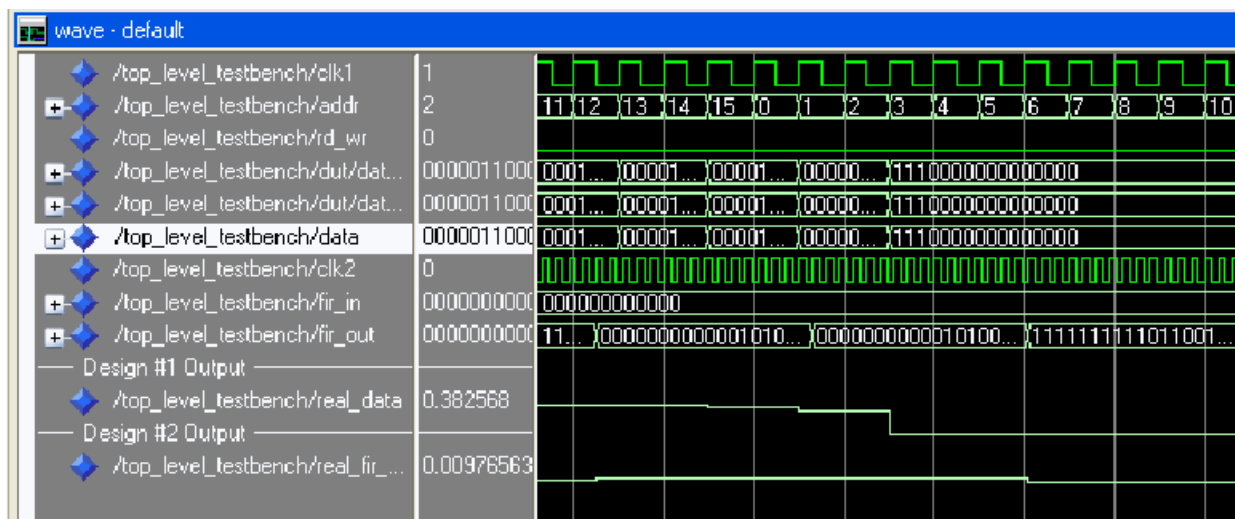 wave - default
/top_level_testbench/clk1 1
/top_level_testbench/addr 2 11 12 13 14 15 0 1 2 3 4 5 6 7 8 9 10
/top_level_testbench/rd_wr 0
/top_level_testbench/dut/dat... 0000011000 0001... 00001... 00001... 00000... 1110000000000000
/top_level_testbench/dut/dat... 0000011000 0001... 00001... 00001... 00000... 1110000000000000
/top_level_testbench/data 0000011000 0001... 00001... 00001... 00000... 1110000000000000
/top_level_testbench/clk2 0
/top_level_testbench/fir_in 0000000000 000000000000
/top_level_testbench/fir_out 0000000000 11... 0000000000001010... 0000000000010100... 1111111111011001...
Design #1 Output
/top_level_testbench/real_data 0.382568
Design #2 Output
/top_level_testbench/real_fir_... 0.00976563